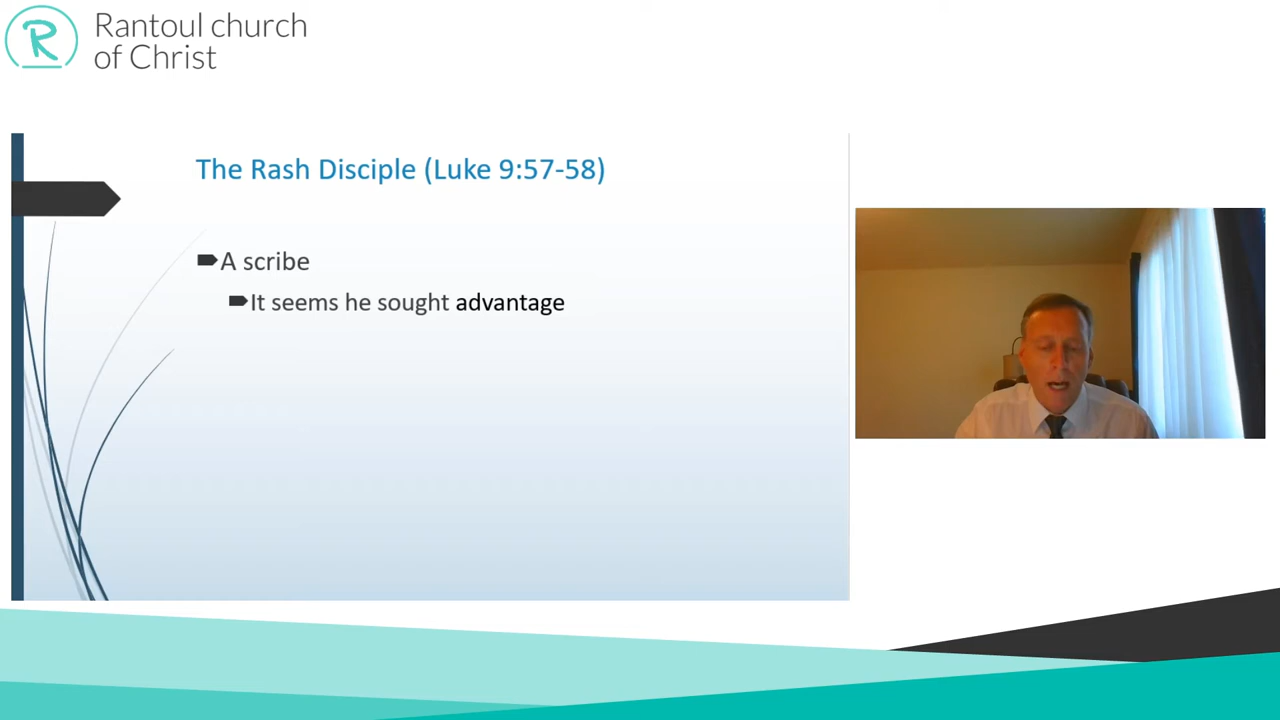 Rantoul church
of Christ
The Rash Disciple (Luke 9:57-58)
A scribe
It seems he sought advantage